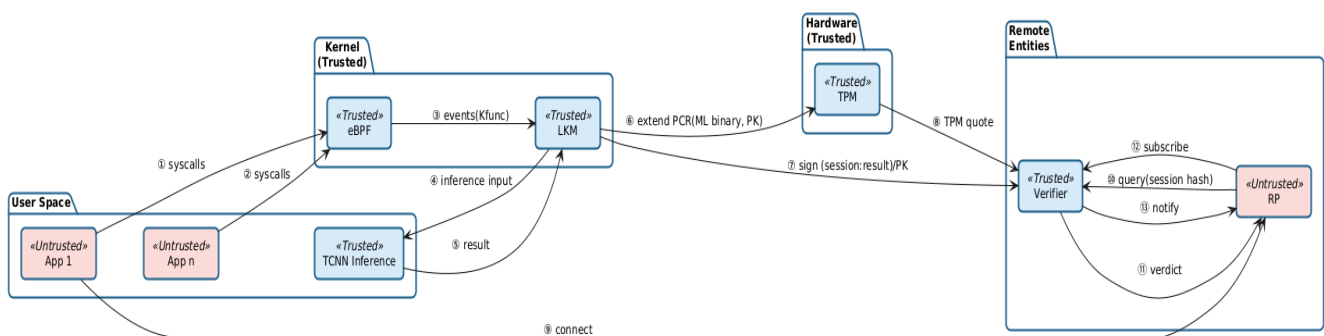 Hardware
(Trusted)
Remote
Entities
Kernel
(Trusted)
«Trusted»
TPM
«Trusted»
eBPF
③ events(Kfunc)
«Trusted»
LKM
⑥ extend PCR(ML binary, PK)
⑧ TPM quote
⑫ subscribe
① syscalls
② syscalls
④ inference input
⑦ sign (session:result)/PK
«Trusted»
Verifier
⑩ query(session hash)
«Untrusted»
RP
⑬ notify
User Space
«Untrusted»
App 1
«Untrusted»
App n
«Trusted»
TCNN Inference
⑤ result
⑪ verdict
⑨ connect